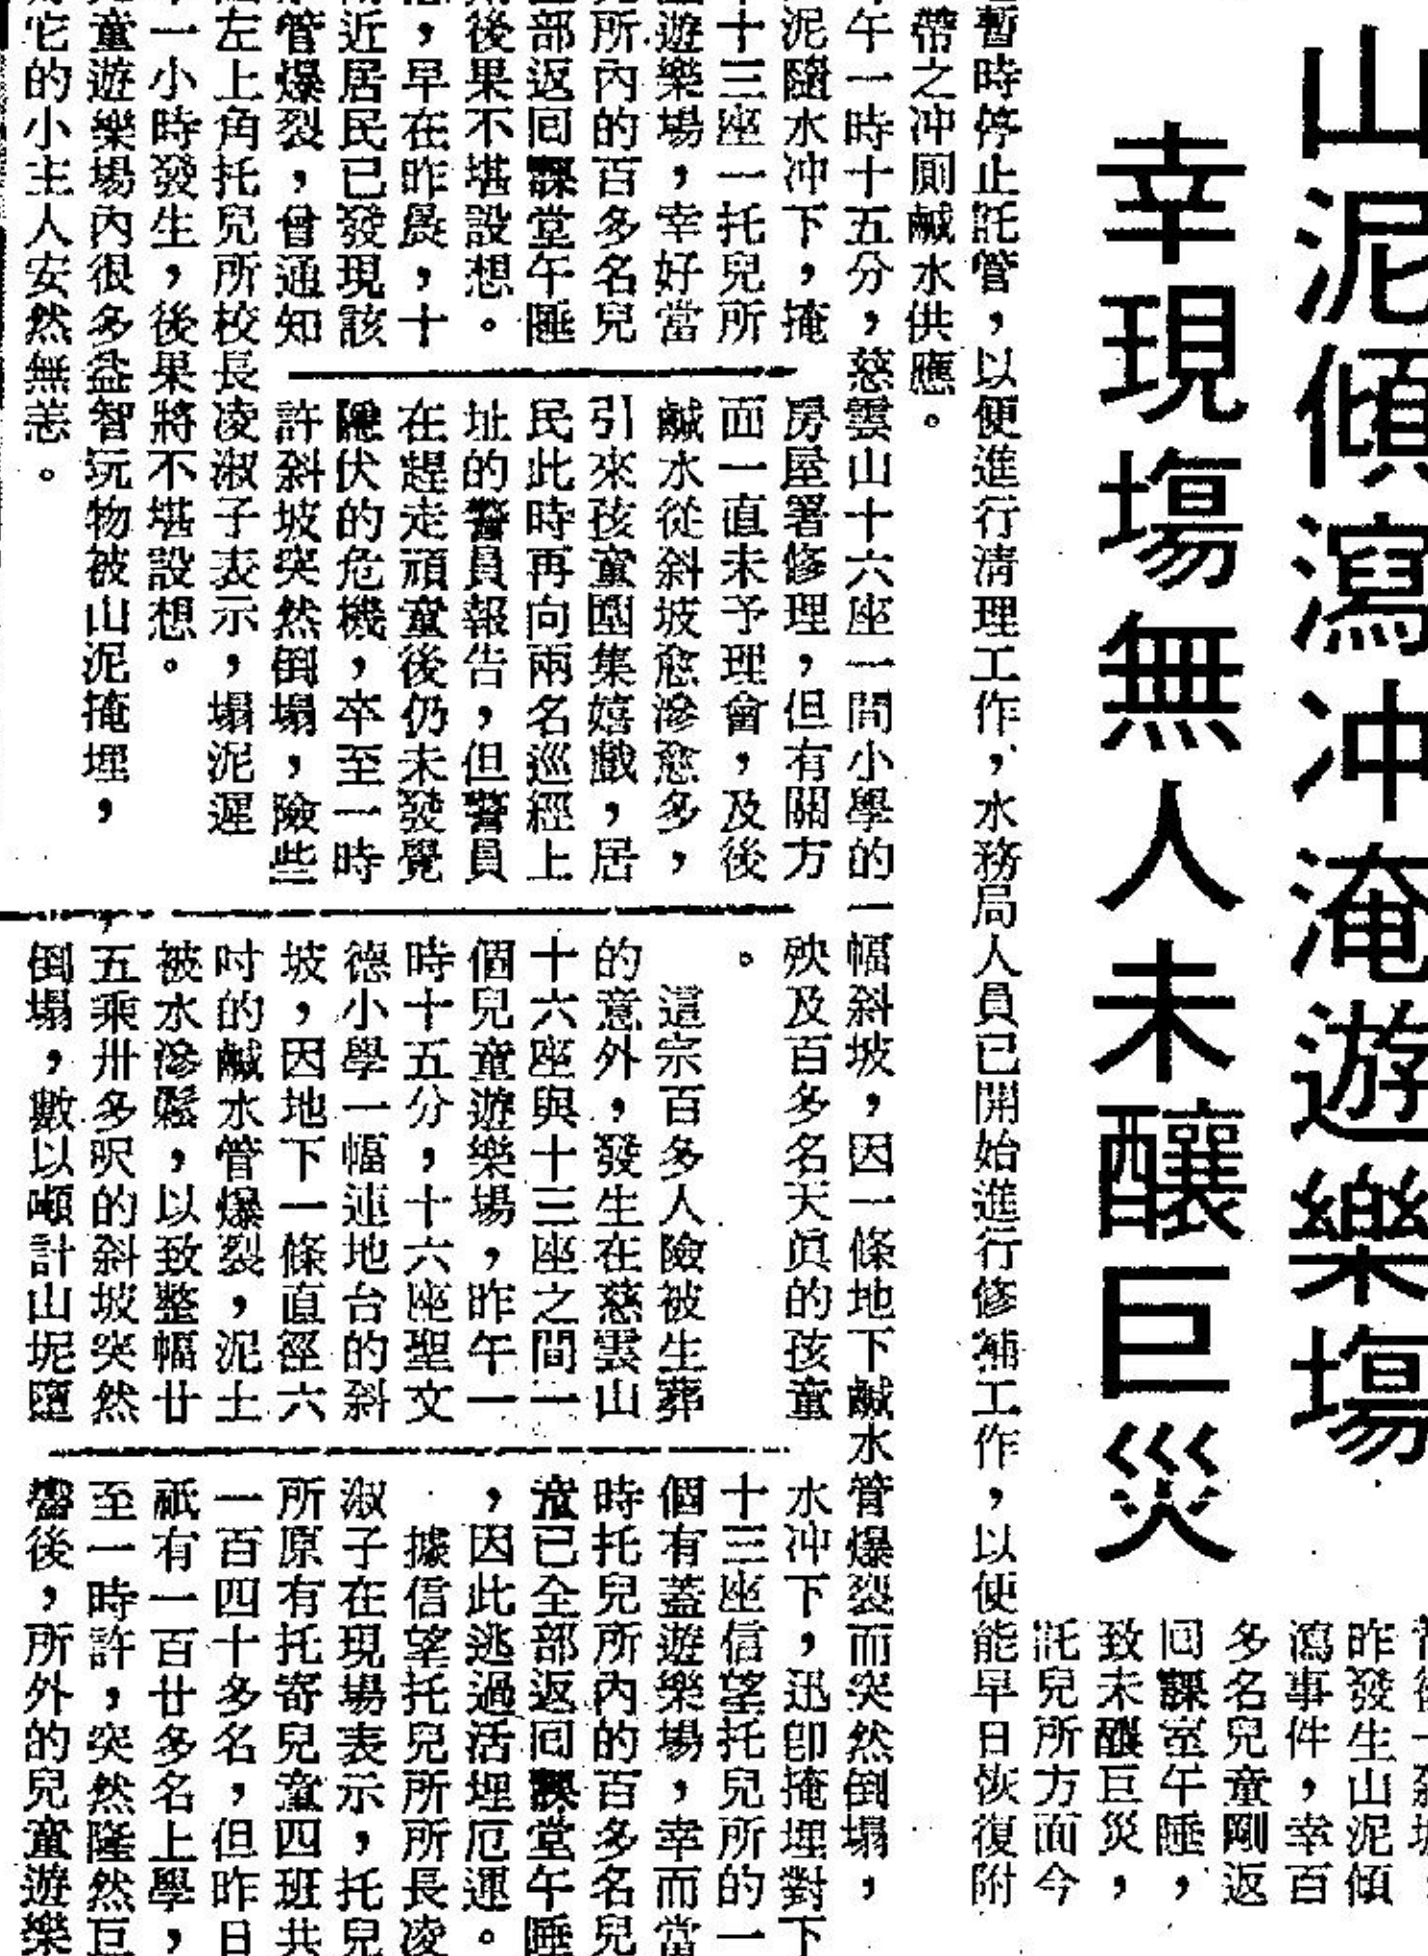 山泥傾瀉冲淹遊樂塲
幸現塲無人未釀巨災
昨發生山泥傾
瀉事件，幸百
多名兒童剛返
囘課室午睡，
致未釀巨災，
託兒所方面今
暫時停止託管，以便進行清理工作，水務局人員已開始進行修補工作，以便能早日恢復附
帶之冲厠鹹水供應。
午一時十五分，慈雲山十六座一間小學的一幅斜坡，因一條地下鹹水管爆裂而突然倒塌，
泥隨水冲下，掩
十三座一托兒所
遊樂場，幸好當
所內的百多名兒
部返囘課堂午睡
後果不堪設想。
，早在昨晨，十
近居民已發現該
管爆裂，曾通知
房屋署修理，但有關方
面一直未予理會，及後
鹹水從斜坡愈滲愈多，
引來孩童圍集嬉戲，居
民此時再向兩名巡經上
址的警員報告，但警員
在趕走頑童後仍未發覺
隱伏的危機，卒至一時
許斜坡突然倒塌，險些
殃及百多名天眞的孩童
。
這宗百多人險被生葬
的意外，發生在慈雲山
十六座與十三座之間一
個兒童遊樂場，昨午一
時十五分，十六座聖文
德小學一幅連地台的斜
坡，因地下一條直徑六
吋的鹹水管爆裂，泥土
被水滲鬆，以致整幅廿
五乘卅多呎的斜坡突然
倒塌，數以噸計山坭隨
水冲下，迅卽掩埋對下
十三座信望托兒所的一
個有蓋遊樂場，幸而當
時托兒所內的百多名兒
童已全部返囘課堂午睡
，因此逃過活埋厄運。
據信望托兒所所長凌
淑子在現場表示，托兒
所原有托寄兒童四班共
一百四十多名，但昨日
祇有一百廿多名上學，
至一時許，突然隆然巨
響後，所外的兒童遊樂
左上角托兒所校長凌淑子表示，塌泥遲
一小時發生，後果將不堪設想。
童遊樂場內很多益智玩物被山泥掩埋，
它的小主人安然無恙。